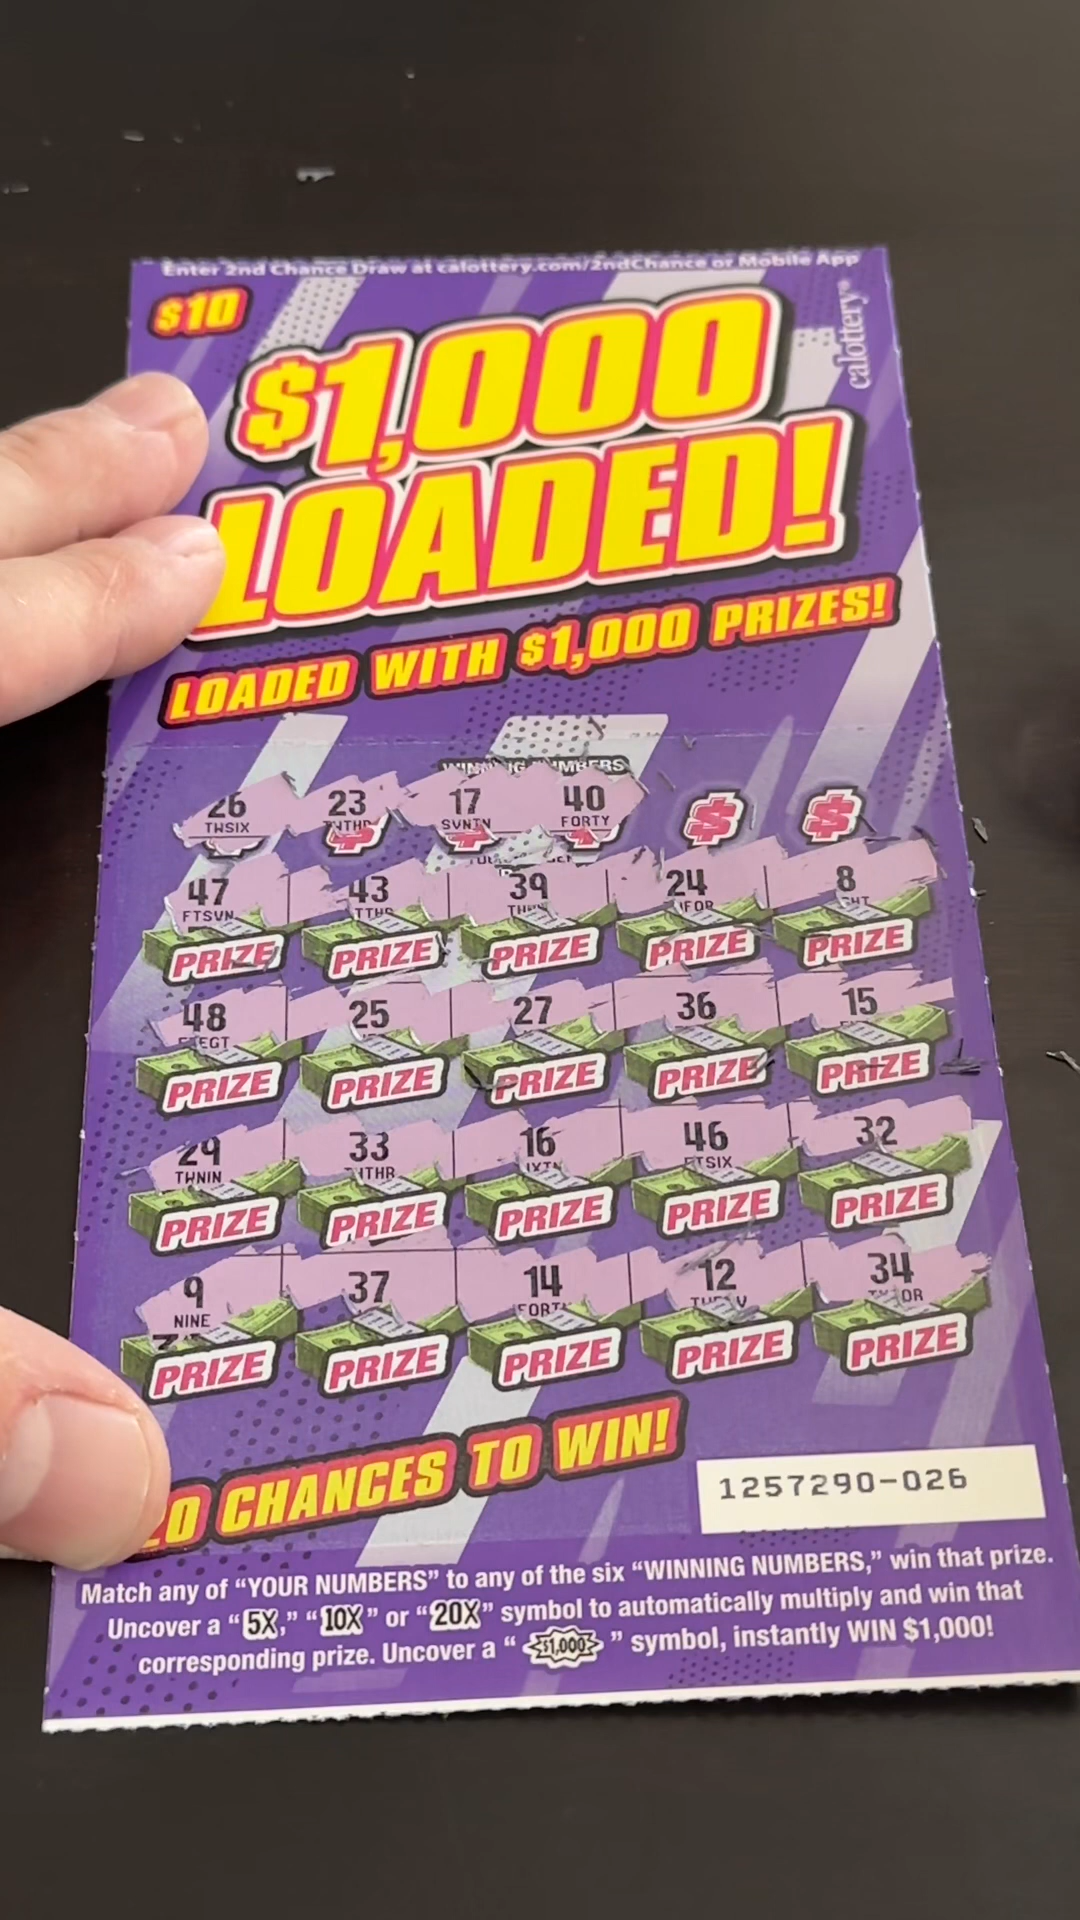 Enter 2nd Chance Draw at calottery.com/2ndChance or Mobile App
$10
calottery
$1,000
LOADED!
LOADED WITH $1,000 PRIZES!
WINNING NUMBERS
26 23 17 40 $ $
TWSIX SVNTN FORTY
47 43 39 24 8
FTSVN
PRIZE PRIZE PRIZE PRIZE PRIZE
48 25 27 36 15
PRIZE PRIZE PRIZE PRIZE PRIZE
29 33 16 46 32
TWNIN
PRIZE PRIZE PRIZE PRIZE PRIZE
9 37 14 12 34
NINE
PRIZE PRIZE PRIZE PRIZE PRIZE
20 CHANCES TO WIN!
1257290-026
Match any of “YOUR NUMBERS” to any of the six “WINNING NUMBERS,” win that prize.
Uncover a “5X,” “10X” or “20X” symbol to automatically multiply and win that
corresponding prize. Uncover a “$1,000” symbol, instantly WIN $1,000!